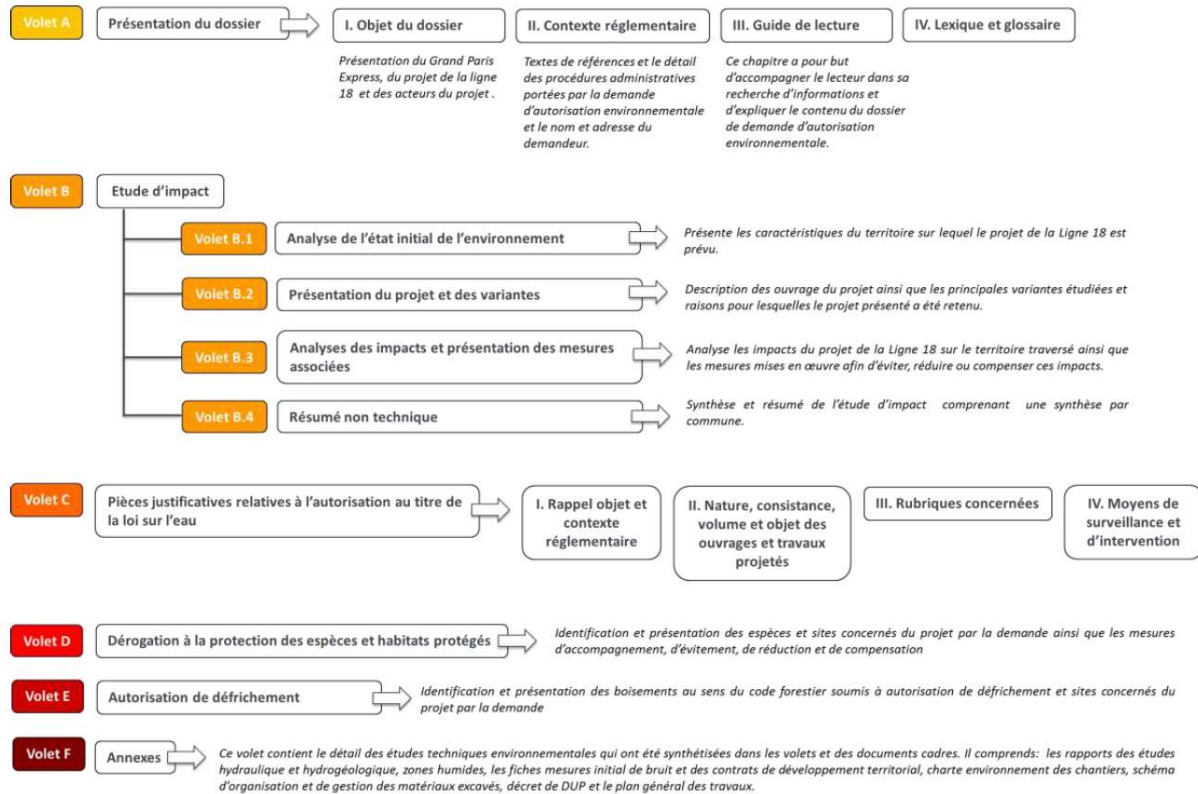 Volet A
Présentation du dossier
I. Objet du dossier
II. Contexte réglementaire
III. Guide de lecture
IV. Lexique et glossaire
Présentation du Grand Paris
Express, du projet de la ligne
18 et des acteurs du projet .
Textes de références et le détail
des procédures administratives
portées par la demande
d'autorisation environnementale
et le nom et adresse du
demandeur.
Ce chapitre a pour but
d'accompagner le lecteur dans sa
recherche d'informations et
d'expliquer le contenu du dossier
de demande d'autorisation
environnementale.
Volet B
Etude d'impact
Volet B.1
Analyse de l'état initial de l'environnement
Présente les caractéristiques du territoire sur lequel le projet de la Ligne 18 est
prévu.
Volet B.2
Présentation du projet et des variantes
Description des ouvrage du projet ainsi que les principales variantes étudiées et
raisons pour lesquelles le projet présenté a été retenu.
Volet B.3
Analyses des impacts et présentation des mesures
associées
Analyse les impacts du projet de la Ligne 18 sur le territoire traversé ainsi que
les mesures mises en œuvre afin d'éviter, réduire ou compenser ces impacts.
Volet B.4
Résumé non technique
Synthèse et résumé de l'étude d'impact comprenant une synthèse par
commune.
Volet C
Pièces justificatives relatives à l'autorisation au titre de
la loi sur l'eau
I. Rappel objet et
contexte
réglementaire
II. Nature, consistance,
volume et objet des
ouvrages et travaux
projetés
III. Rubriques concernées
IV. Moyens de
surveillance et
d'intervention
Volet D
Dérogation à la protection des espèces et habitats protégés
Identification et présentation des espèces et sites concernés du projet par la demande ainsi que les mesures
d'accompagnement, d'évitement, de réduction et de compensation
Volet E
Autorisation de défrichement
Identification et présentation des boisements au sens du code forestier soumis à autorisation de défrichement et sites concernés du
projet par la demande
Volet F
Annexes
Ce volet contient le détail des études techniques environnementales qui ont été synthétisées dans les volets et des documents cadres. Il comprends: les rapports des études
hydraulique et hydrogéologique, zones humides, les fiches mesures initial de bruit et des contrats de développement territorial, charte environnement des chantiers, schéma
d'organisation et de gestion des matériaux excavés, décret de DUP et le plan général des travaux.